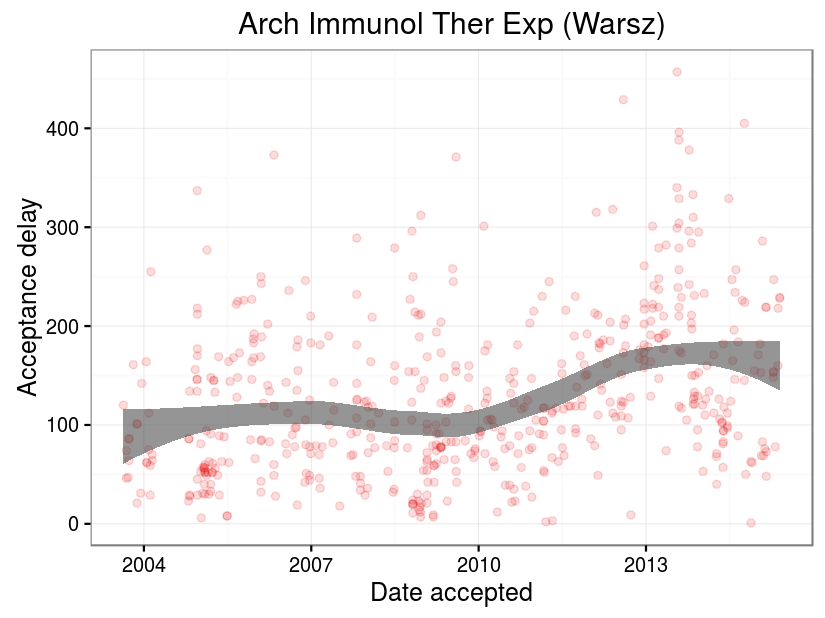 Arch Immunol Ther Exp (Warsz)
Acceptance delay
400
300
200
100
0
2004 2007 2010 2013
Date accepted